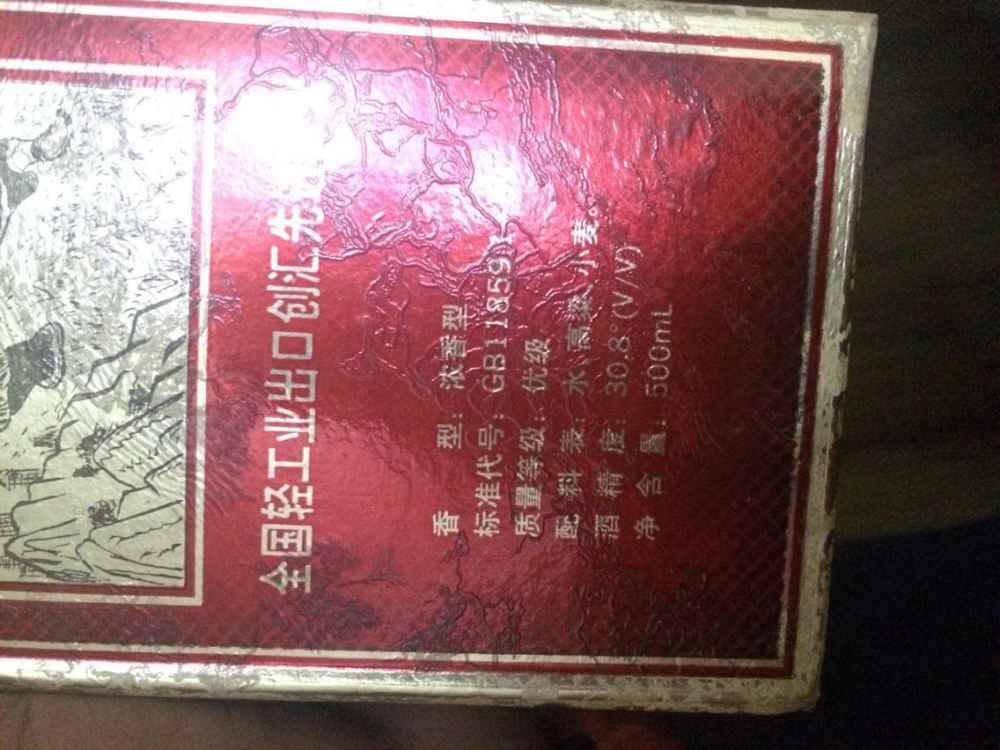 全国轻工业出口创汇先
香型：浓香型
标准代号：GB11859.1
质量等级：优级
配料表：水、高粱、小麦。
酒精度：30.8°(V/V)
净含量：500mL